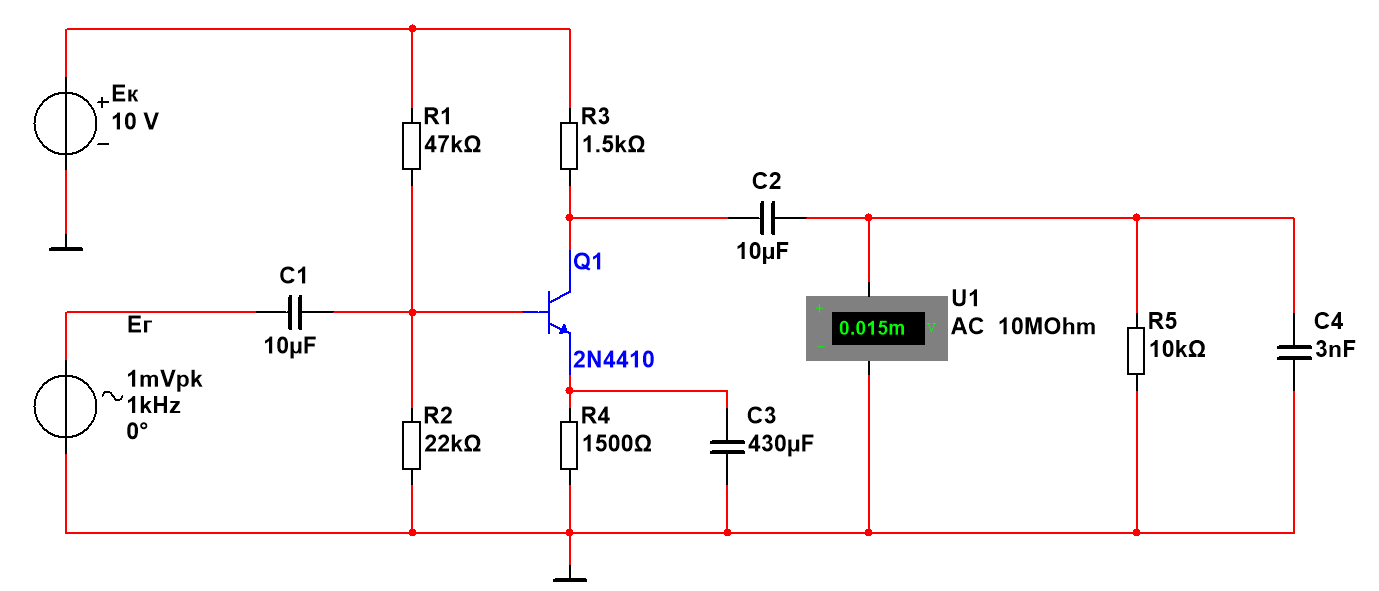 Eк
10 V
R1
47kΩ
R3
1.5kΩ
C2
10µF
Q1
2N4410
C1
10µF
Eг
1mVpk
1kHz
0°
R2
22kΩ
R4
1500Ω
C3
430µF
U1
AC 10MOhm
0.015m
V
R5
10kΩ
C4
3nF